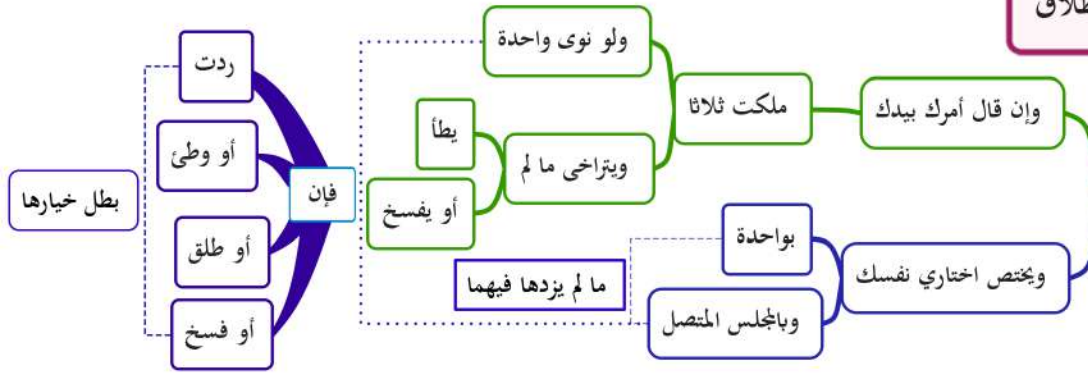 طلاق
وإن قال أمرك بيدك
ملكت ثلاثا
ولو نوى واحدة
ويتراخى ما لم
يطأ
أو يفسخ
ويختص اختاري نفسك
بواحدة
وبالمجلس المتصل
ما لم يزدها فيهما
فإن
ردت
أو وطئ
أو طلق
أو فسخ
بطل خيارها